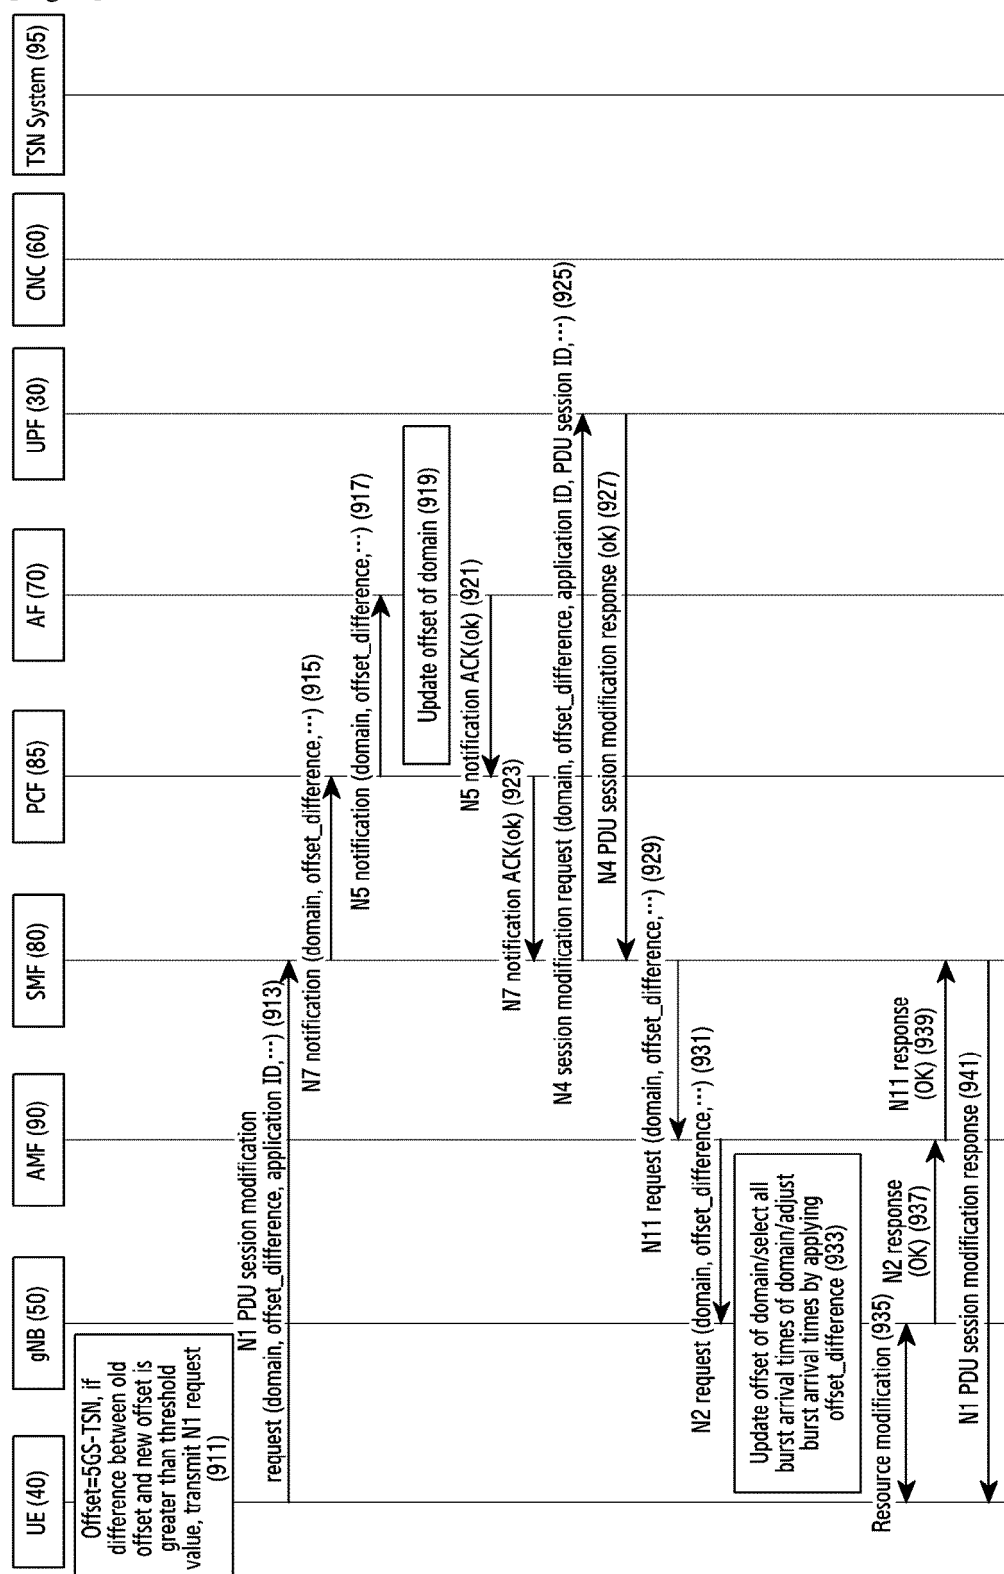 UE (40)
gNB (50)
AMF (90)
SMF (80)
PCF (85)
AF (70)
UPF (30)
CNC (60)
TSN System (95)
Offset=5GS-TSN, if
difference between old
offset and new offset is
greater than threshold
value, transmit N1 request
(911)
N1 PDU session modification
request (domain, offset_difference, application ID,⋯) (913)
N7 notification (domain, offset_difference,⋯) (915)
N5 notification (domain, offset_difference,⋯) (917)
Update offset of domain (919)
N5 notification ACK(ok) (921)
N7 notification ACK(ok) (923)
N4 session modification request (domain, offset_difference, application ID, PDU session ID,⋯) (925)
N4 PDU session modification response (ok) (927)
N11 request (domain, offset_difference,⋯) (929)
N2 request (domain, offset_difference,⋯) (931)
Update offset of domain/select all
burst arrival times of domain/adjust
burst arrival times by applying
offset_difference (933)
Resource modification (935)
N2 response
(OK) (937)
N11 response
(OK) (939)
N1 PDU session modification response (941)